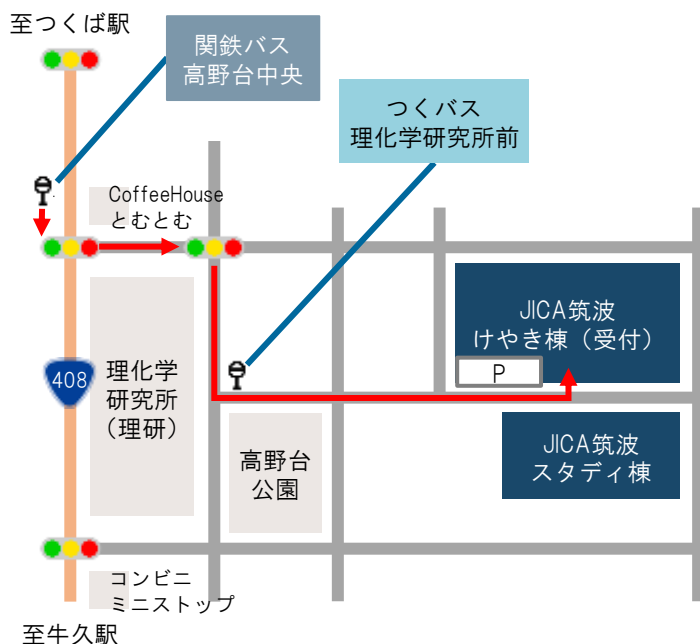 至つくば駅
関鉄バス
高野台中央
つくバス
理化学研究所前
CoffeeHouse
とむとむ
JICA筑波
けやき棟（受付）
P
408
理化学
研究所
（理研）
高野台
公園
JICA筑波
スタディ棟
コンビニ
ミニストップ
至牛久駅